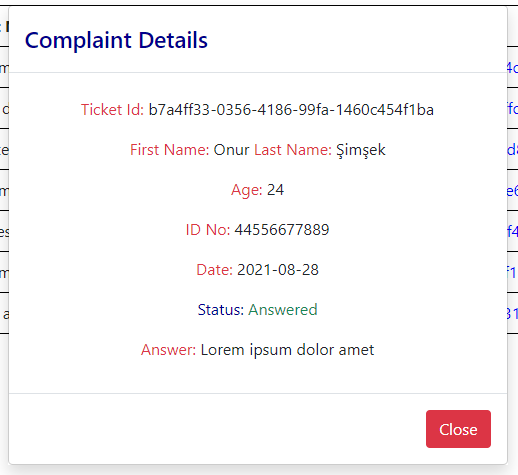 Complaint Details
Ticket Id: b7a4ff33-0356-4186-99fa-1460c454f1ba
First Name: Onur Last Name: Şimşek
Age: 24
ID No: 44556677889
Date: 2021-08-28
Status: Answered
Answer: Lorem ipsum dolor amet
Close